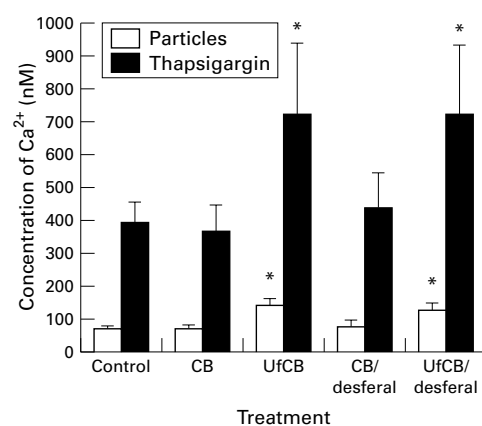 Particles
Thapsigargin
Concentration of Ca²⁺ (nM)
1000
900
800
700
600
500
400
300
200
100
0
*
*
*
*
Control
CB
UfCB
CB/
desferal
UfCB/
desferal
Treatment